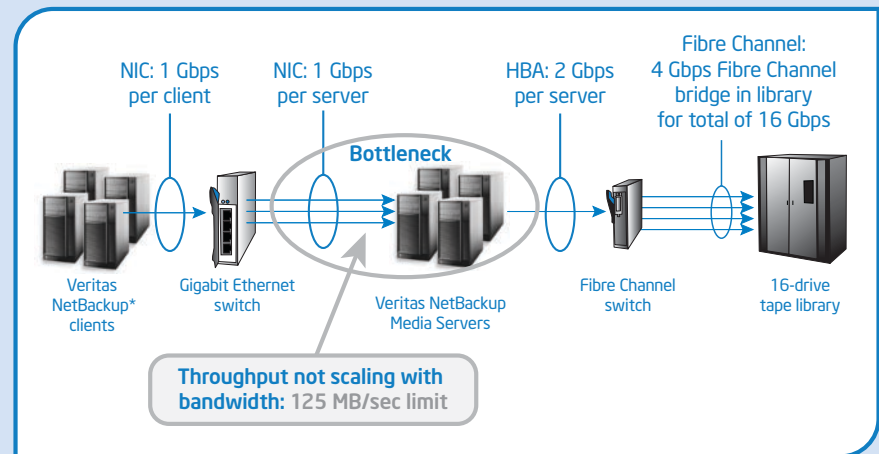 NIC: 1 Gbps
per client
NIC: 1 Gbps
per server
HBA: 2 Gbps
per server
Fibre Channel:
4 Gbps Fibre Channel
bridge in library
for total of 16 Gbps
Bottleneck
Veritas
NetBackup*
clients
Gigabit Ethernet
switch
Veritas NetBackup
Media Servers
Fibre Channel
switch
16-drive
tape library
Throughput not scaling with
bandwidth: 125 MB/sec limit